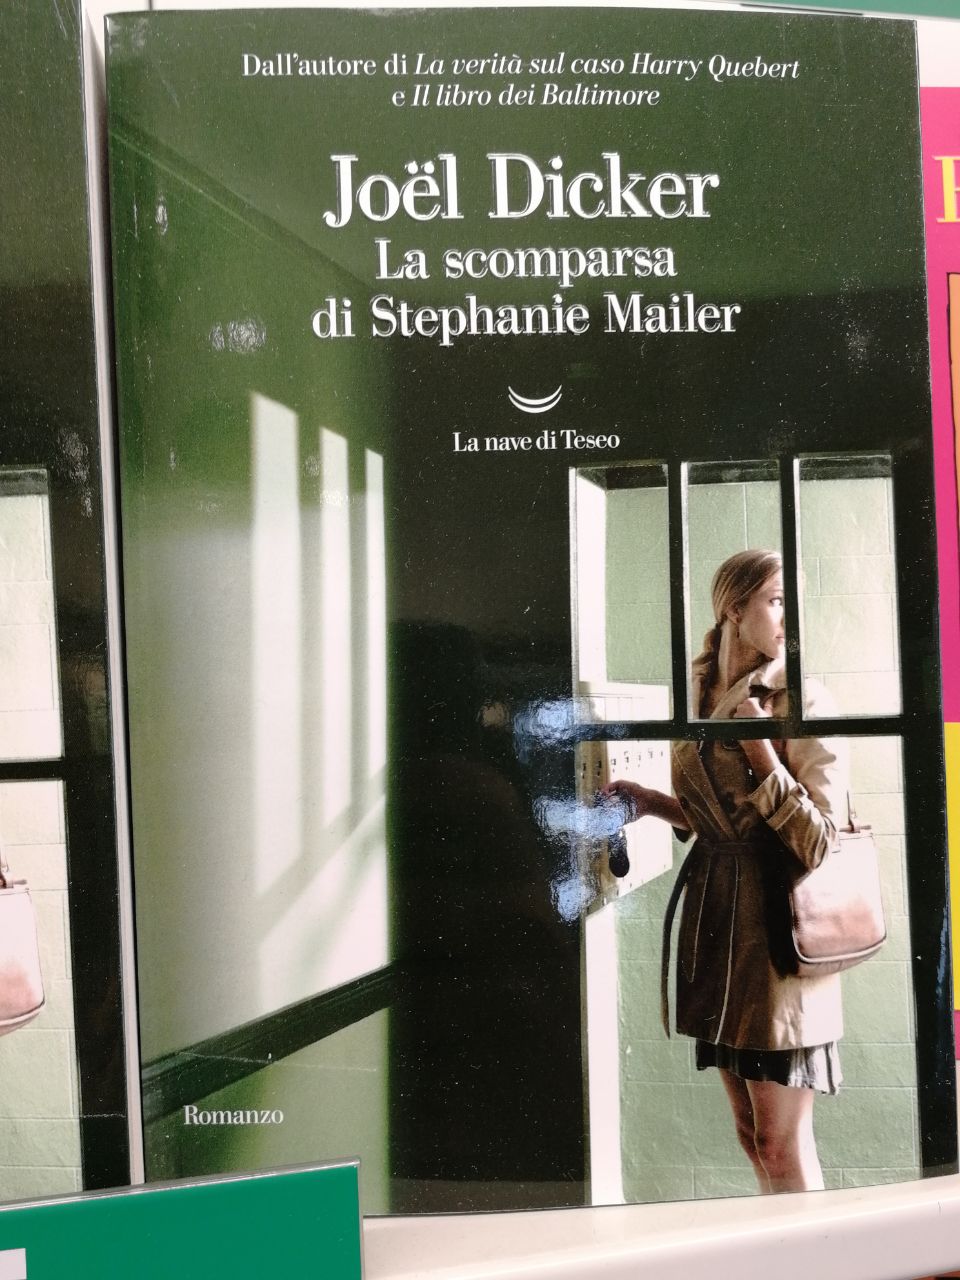 Dall'autore di La verità sul caso Harry Quebert
e Il libro dei Baltimore
Joël Dicker
La scomparsa
di Stephanie Mailer
La nave di Teseo
Romanzo